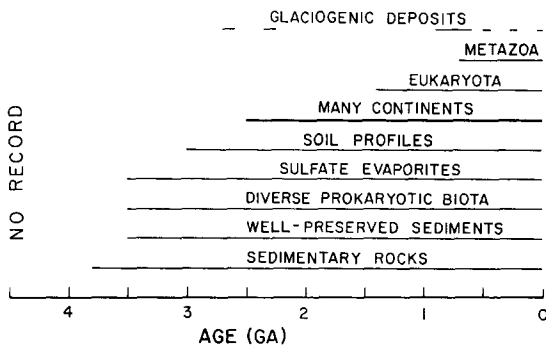 GLACIOGENIC DEPOSITS
METAZOA
EUKARYOTA
MANY CONTINENTS
SOIL PROFILES
SULFATE EVAPORITES
DIVERSE PROKARYOTIC BIOTA
WELL-PRESERVED SEDIMENTS
SEDIMENTARY ROCKS
NO RECORD
4 3 2 1 0
AGE (GA)